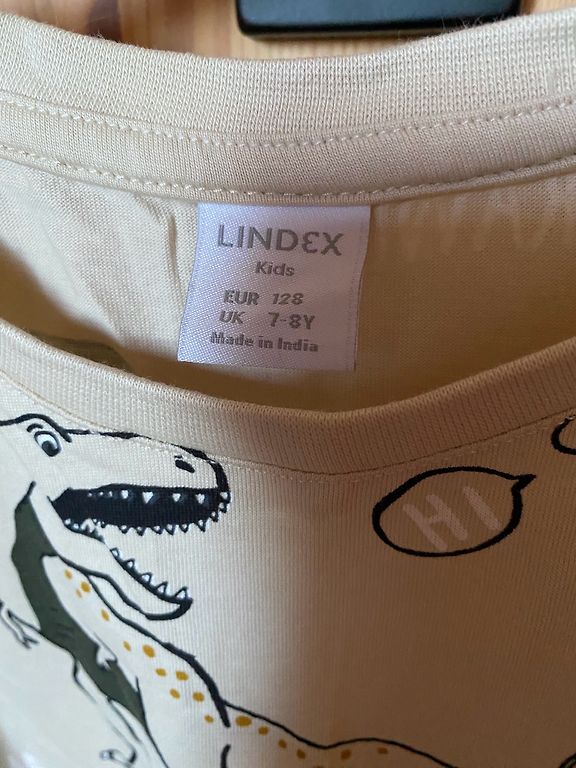 LINDEX
Kids
EUR 128
UK 7-8Y
Made in India
HI